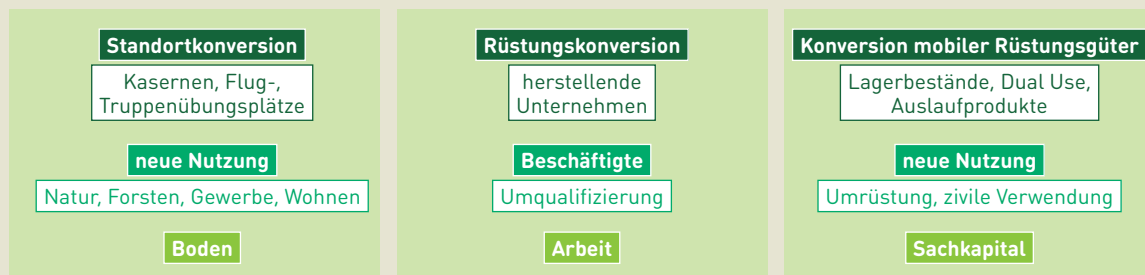 Standortkonversion
Kasernen, Flug-,
Truppenübungsplätze
neue Nutzung
Natur, Forsten, Gewerbe, Wohnen
Boden
Rüstungskonversion
herstellende
Unternehmen
Beschäftigte
Umqualifizierung
Arbeit
Konversion mobiler Rüstungsgüter
Lagerbestände, Dual Use,
Auslaufprodukte
neue Nutzung
Umrüstung, zivile Verwendung
Sachkapital